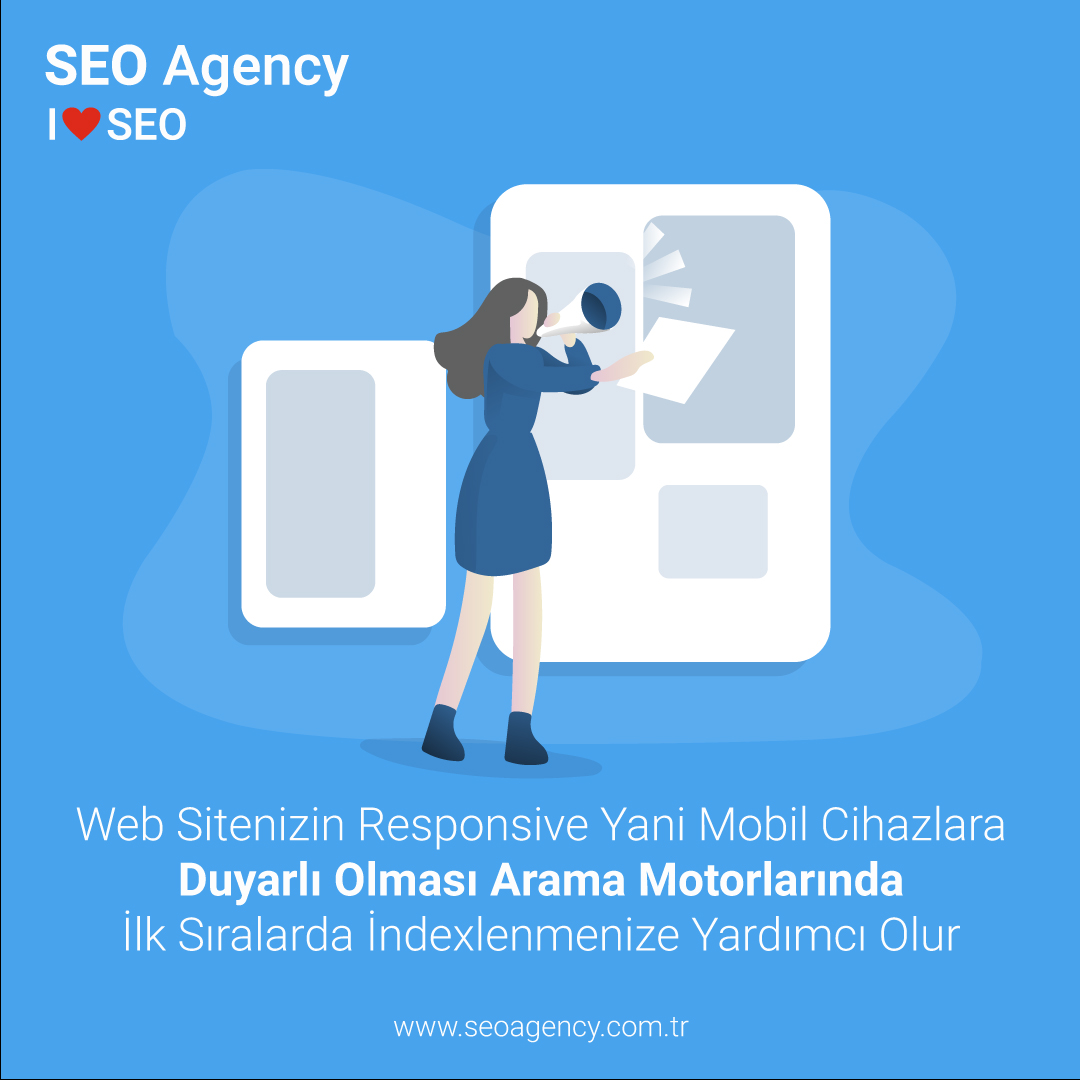 SEO Agency
I❤SEO
Web Sitenizin Responsive Yani Mobil Cihazlara
Duyarlı Olması Arama Motorlarında
İlk Sıralarda İndexlenmenize Yardımcı Olur
www.seoagency.com.tr